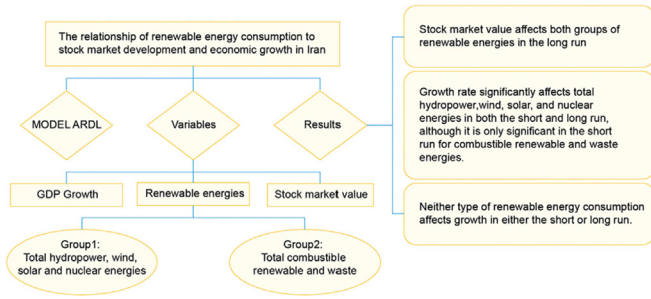 The relationship of renewable energy consumption to
stock market development and economic growth in Iran
MODEL ARDL
Variables
Results
GDP Growth
Renewable energies
Stock market value
Group1:
Total hydropower, wind,
solar and nuclear energies
Group2:
Total combustible
renewable and waste
Stock market value affects both groups of
renewable energies in the long run
Growth rate significantly affects total
hydropower,wind, solar, and nuclear
energies in both the short and long run,
although it is only significant in the short
run for combustible renewable and waste
energies.
Neither type of renewable energy consumption
affects growth in either the short or long run.